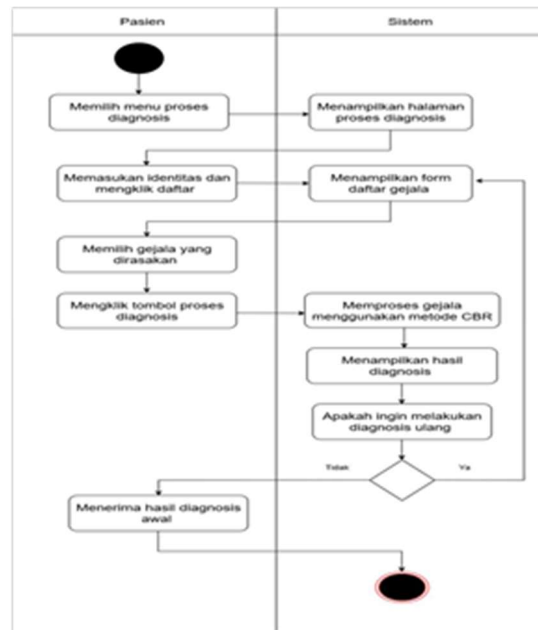 Pasien
Sistem
Memilih menu proses
diagnosis
Menampilkan halaman
proses diagnosis
Memasukan identitas dan
mengklik daftar
Menampilkan form
daftar gejala
Memilih gejala yang
dirasakan
Mengklik tombol proses
diagnosis
Memproses gejala
menggunakan metode CBR
Menampilkan hasil
diagnosis
Apakah ingin melakukan
diagnosis ulang
Tidak
Ya
Menerima hasil diagnosis
awal